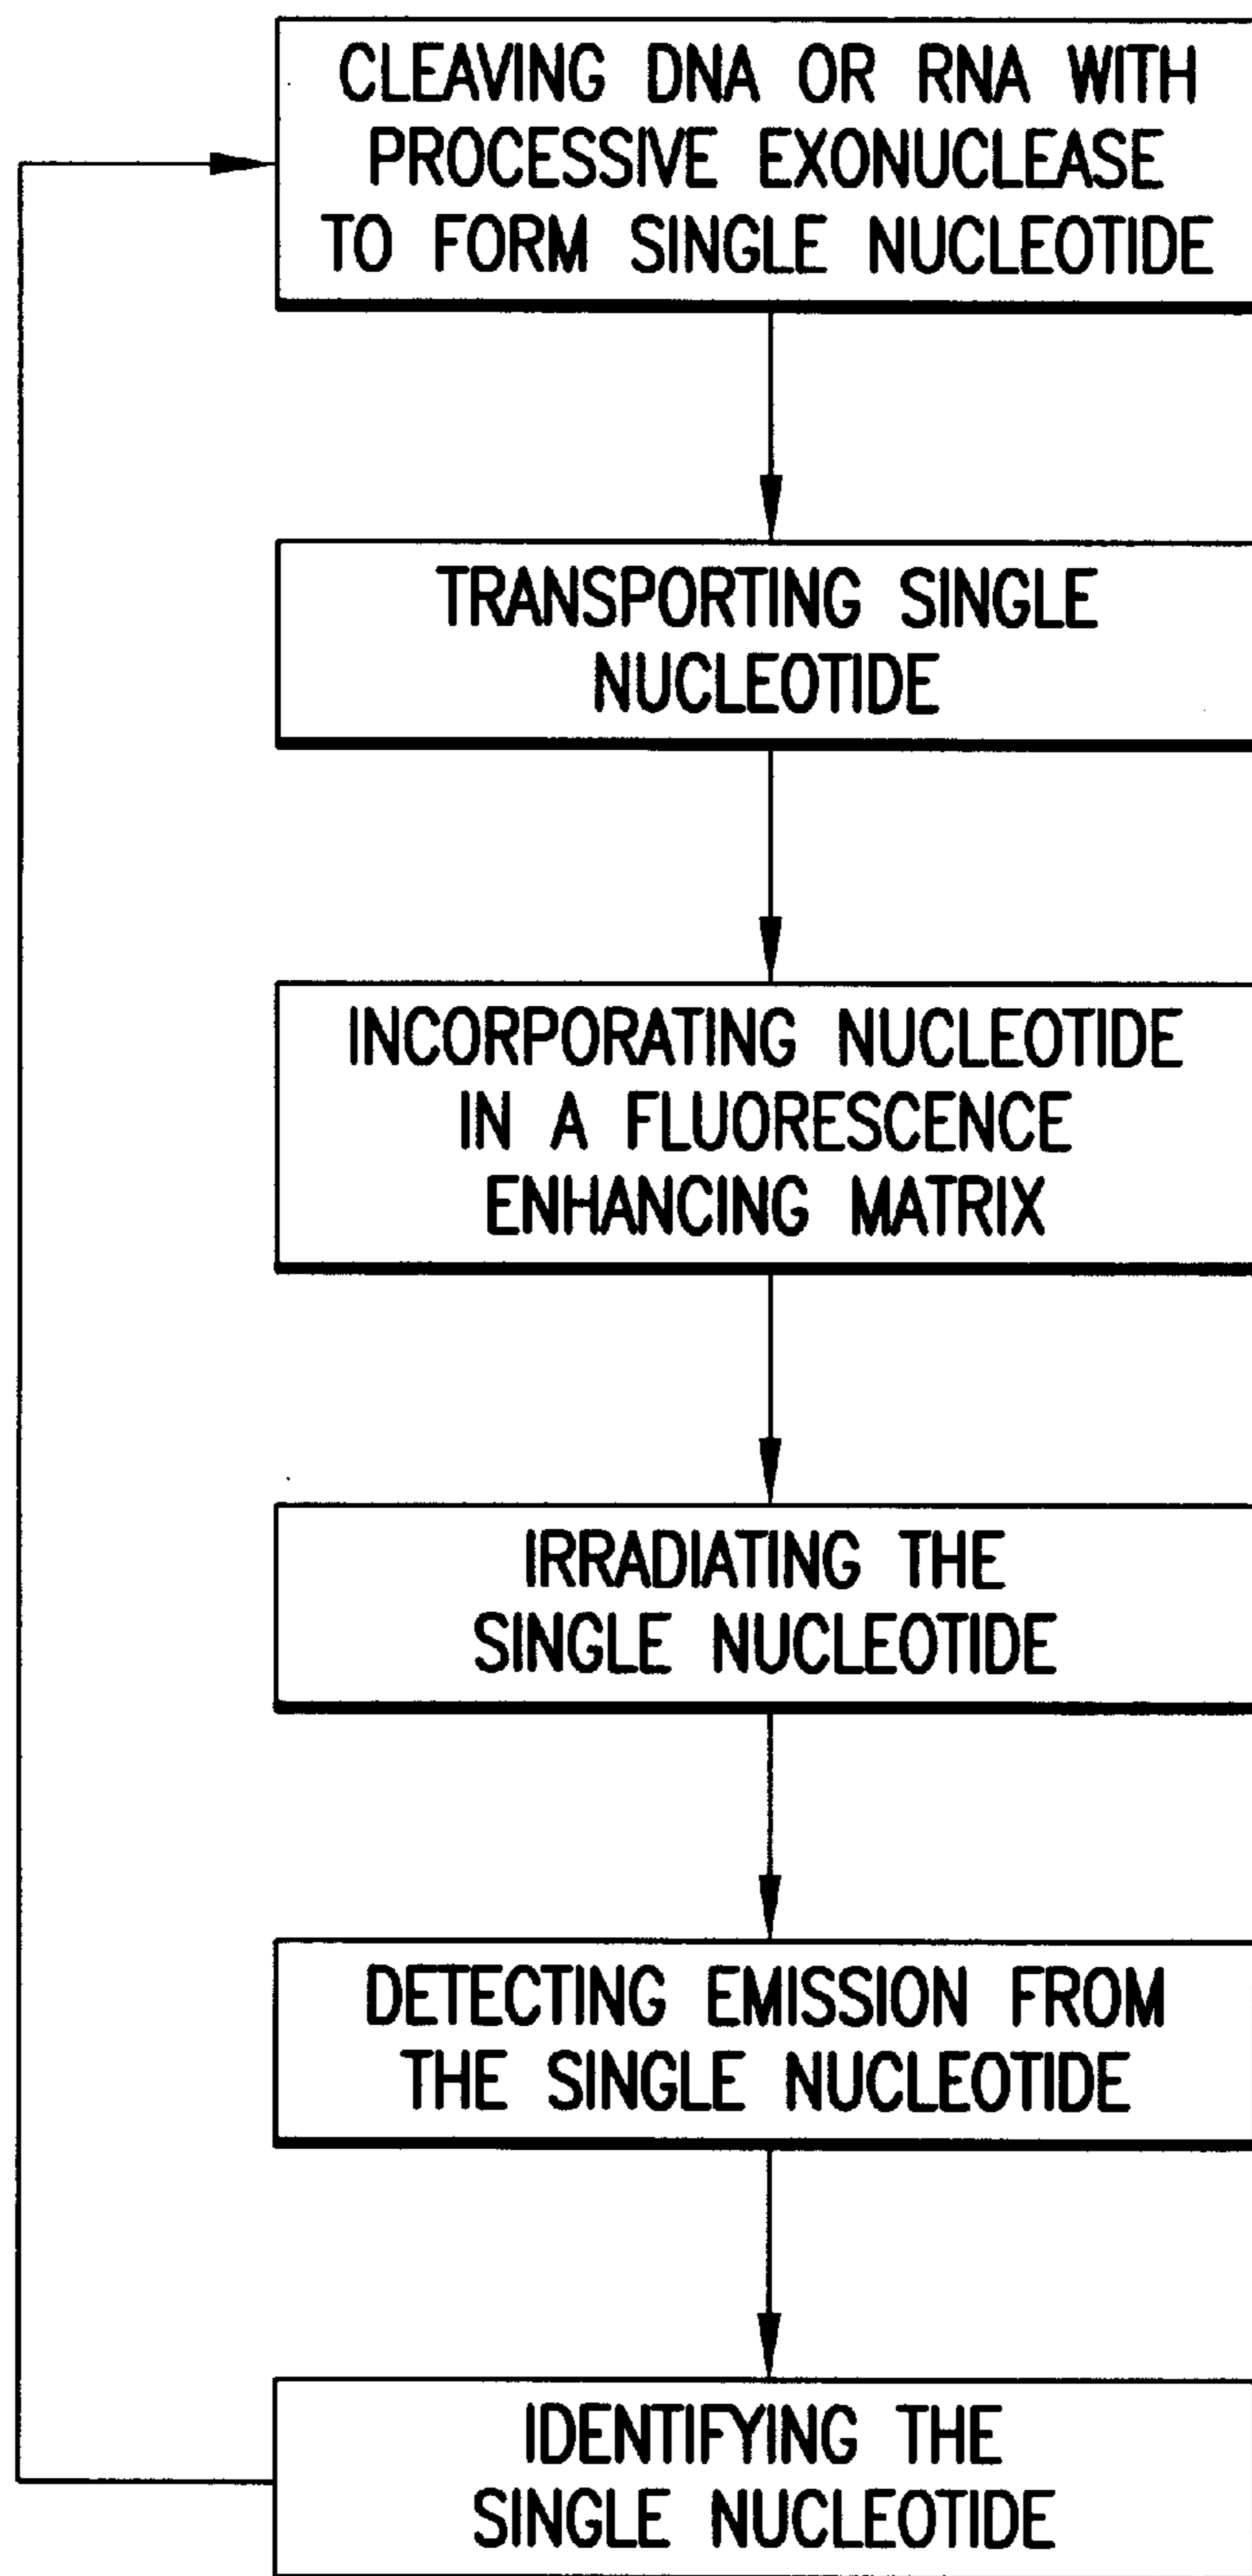 CLEAVING DNA OR RNA WITH
PROCESSIVE EXONUCLEASE
TO FORM SINGLE NUCLEOTIDE
TRANSPORTING SINGLE
NUCLEOTIDE
INCORPORATING NUCLEOTIDE
IN A FLUORESCENCE
ENHANCING MATRIX
IRRADIATING THE
SINGLE NUCLEOTIDE
DETECTING EMISSION FROM
THE SINGLE NUCLEOTIDE
IDENTIFYING THE
SINGLE NUCLEOTIDE